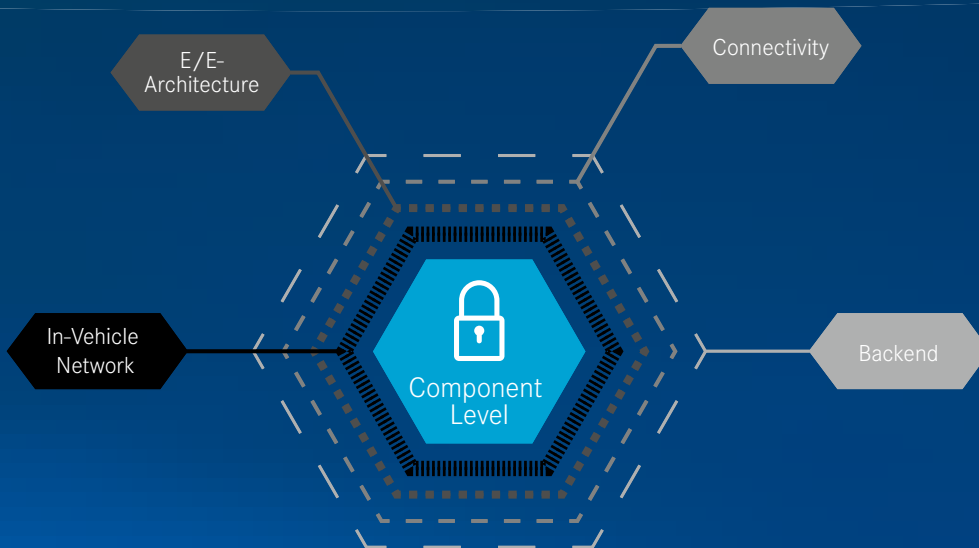 E/E-
Architecture
Connectivity
In-Vehicle
Network
Component
Level
Backend